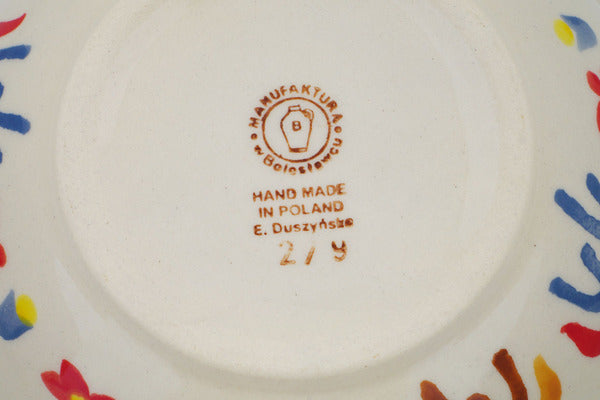 MANUFAKTURA
w Bolesławcu
B
HAND MADE
IN POLAND
E. Duszyńska
2/9